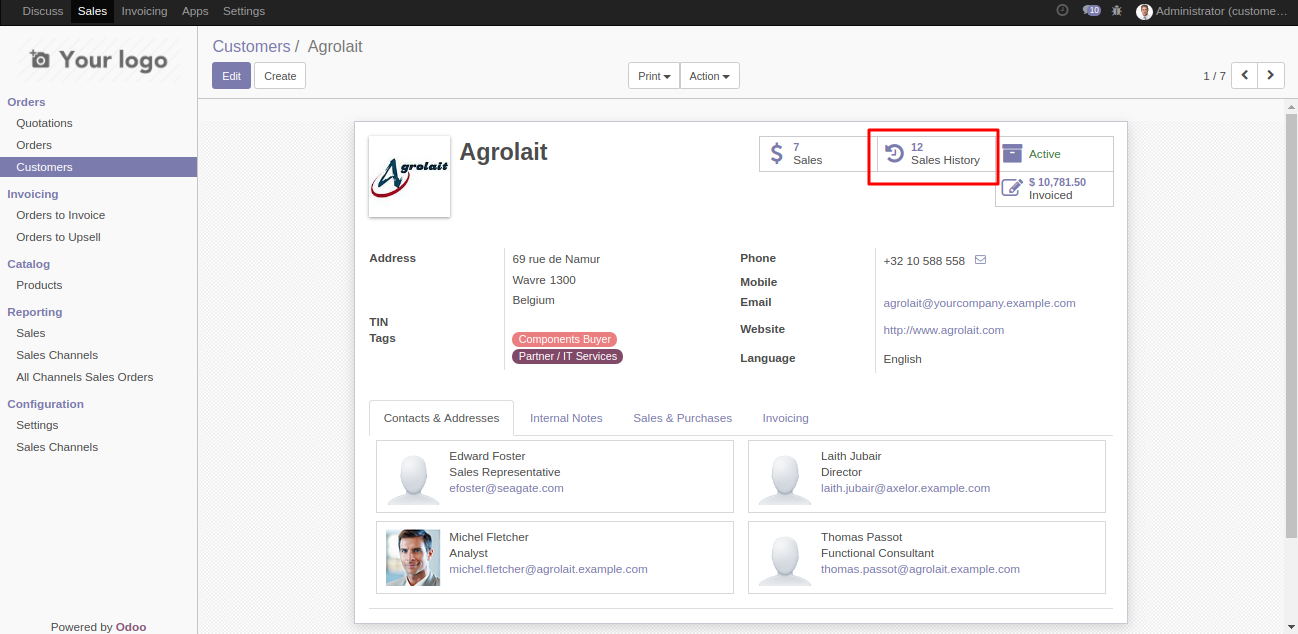 Discuss Sales Invoicing Apps Settings
10 Administrator (custome…
Your logo
Customers / Agrolait
Edit Create
Print Action
1 / 7
Orders
Quotations
Orders
Customers
Invoicing
Orders to Invoice
Orders to Upsell
Catalog
Products
Reporting
Sales
Sales Channels
All Channels Sales Orders
Configuration
Settings
Sales Channels
Powered by Odoo
Agrolait
Agrolait
7
Sales
12
Sales History
Active
$ 10,781.50
Invoiced
Address
69 rue de Namur
Wavre 1300
Belgium
TIN
Tags
Components Buyer
Partner / IT Services
Phone
+32 10 588 558
Mobile
Email
agrolait@yourcompany.example.com
Website
http://www.agrolait.com
Language
English
Contacts & Addresses Internal Notes Sales & Purchases Invoicing
Edward Foster
Sales Representative
efoster@seagate.com
Laith Jubair
Director
laith.jubair@axelor.example.com
Michel Fletcher
Analyst
michel.fletcher@agrolait.example.com
Thomas Passot
Functional Consultant
thomas.passot@agrolait.example.com